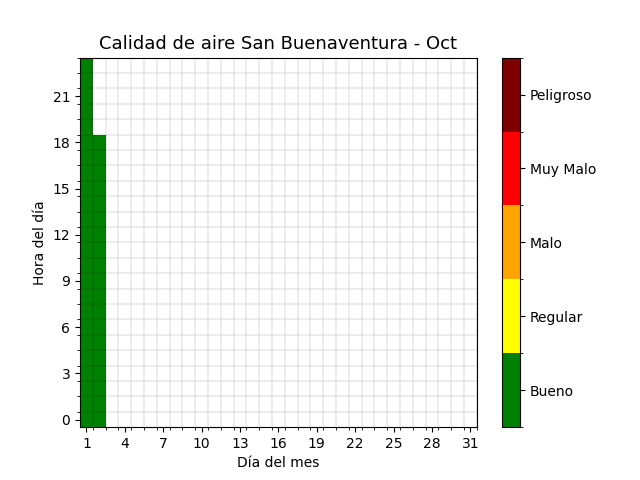 Calidad de aire San Buenaventura - Oct
Hora del día
21
18
15
12
9
6
3
0
1 4 7 10 13 16 19 22 25 28 31
Día del mes
Peligroso
Muy Malo
Malo
Regular
Bueno